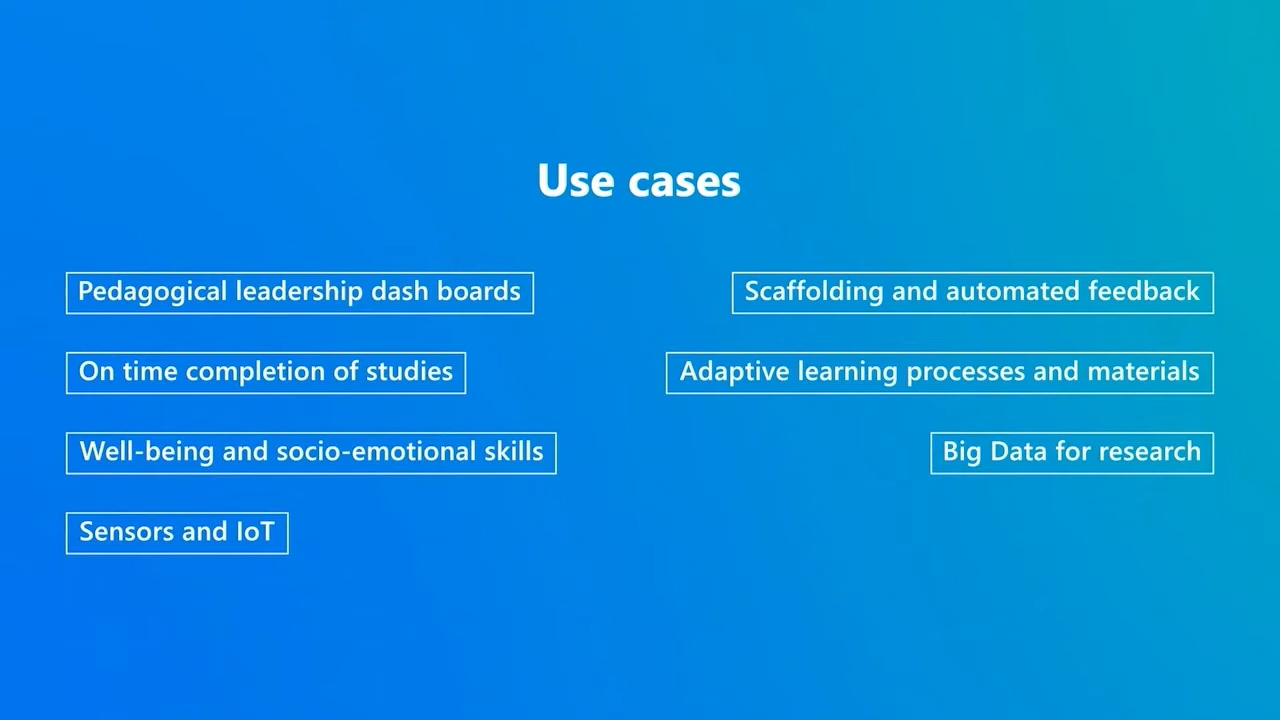 Use cases
Pedagogical leadership dash boards
On time completion of studies
Well-being and socio-emotional skills
Sensors and IoT
Scaffolding and automated feedback
Adaptive learning processes and materials
Big Data for research